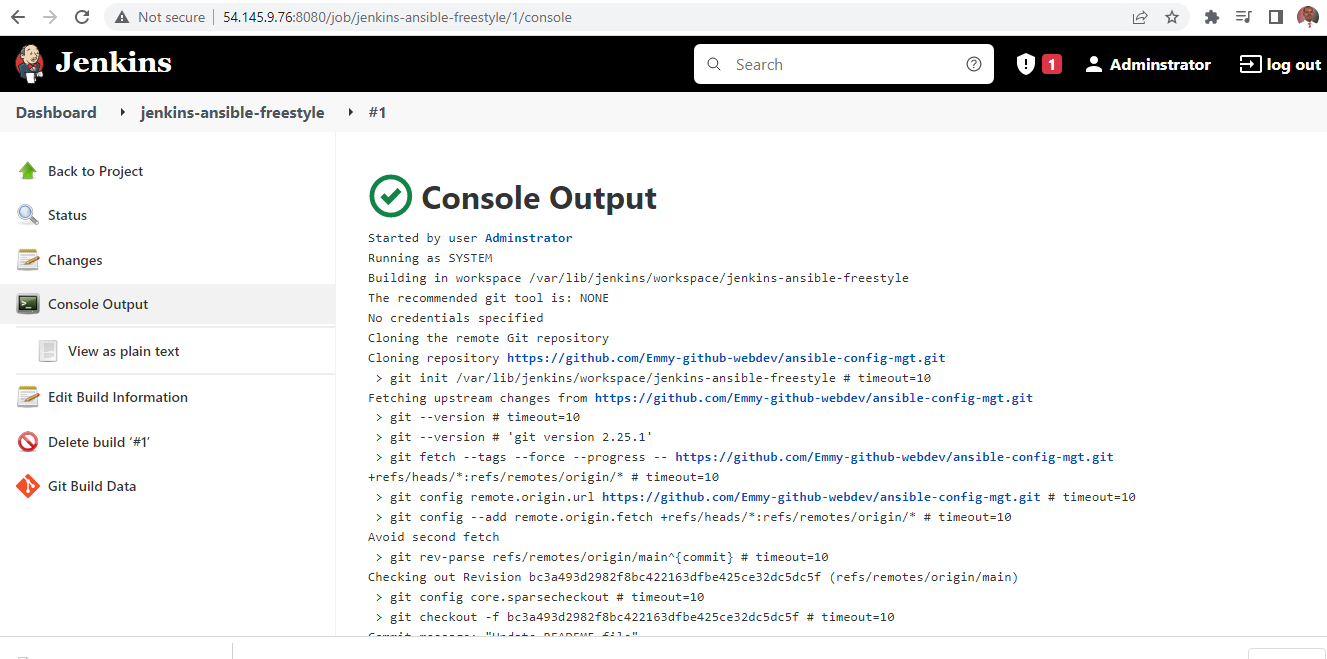 Not secure
54.145.9.76:8080/job/jenkins-ansible-freestyle/1/console
Jenkins
Search
1
Adminstrator
log out
Dashboard
jenkins-ansible-freestyle
#1
Back to Project
Status
Changes
Console Output
View as plain text
Edit Build Information
Delete build ‘#1’
Git Build Data
Console Output
Started by user Adminstrator
Running as SYSTEM
Building in workspace /var/lib/jenkins/workspace/jenkins-ansible-freestyle
The recommended git tool is: NONE
No credentials specified
Cloning the remote Git repository
Cloning repository https://github.com/Emmy-github-webdev/ansible-config-mgt.git
> git init /var/lib/jenkins/workspace/jenkins-ansible-freestyle # timeout=10
Fetching upstream changes from https://github.com/Emmy-github-webdev/ansible-config-mgt.git
> git --version # timeout=10
> git --version # 'git version 2.25.1'
> git fetch --tags --force --progress -- https://github.com/Emmy-github-webdev/ansible-config-mgt.git
+refs/heads/*:refs/remotes/origin/* # timeout=10
> git config remote.origin.url https://github.com/Emmy-github-webdev/ansible-config-mgt.git # timeout=10
> git config --add remote.origin.fetch +refs/heads/*:refs/remotes/origin/* # timeout=10
Avoid second fetch
> git rev-parse refs/remotes/origin/main^{commit} # timeout=10
Checking out Revision bc3a493d2982f8bc422163dfbe425ce32dc5dc5f (refs/remotes/origin/main)
> git config core.sparsecheckout # timeout=10
> git checkout -f bc3a493d2982f8bc422163dfbe425ce32dc5dc5f # timeout=10
Commit message: "Update README file"